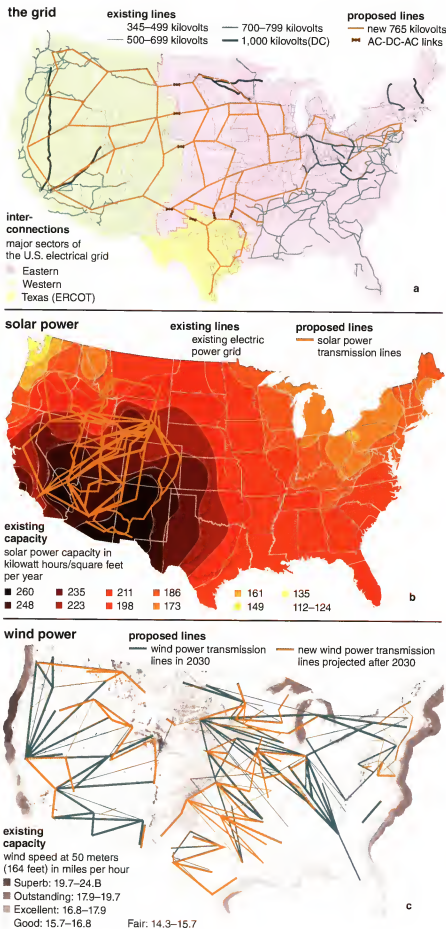 the grid
existing lines
345–499 kilovolts
500–699 kilovolts
700–799 kilovolts
1,000 kilovolts(DC)
proposed lines
new 765 kilovolts
AC-DC-AC links
inter-
connections
major sectors of
the U.S. electrical grid
Eastern
Western
Texas (ERCOT)
a
solar power
existing lines
existing electric
power grid
proposed lines
solar power
transmission lines
existing
capacity
solar power capacity in
kilowatt hours/square feet
per year
260 235 211 186 161 135
248 223 198 173 149 112–124
b
wind power
proposed lines
wind power transmission
lines in 2030
new wind power transmission
lines projected after 2030
existing
capacity
wind speed at 50 meters
(164 feet) in miles per hour
Superb: 19.7–24.B
Outstanding: 17.9–19.7
Excellent: 16.8–17.9
Good: 15.7–16.8 Fair: 14.3–15.7
c